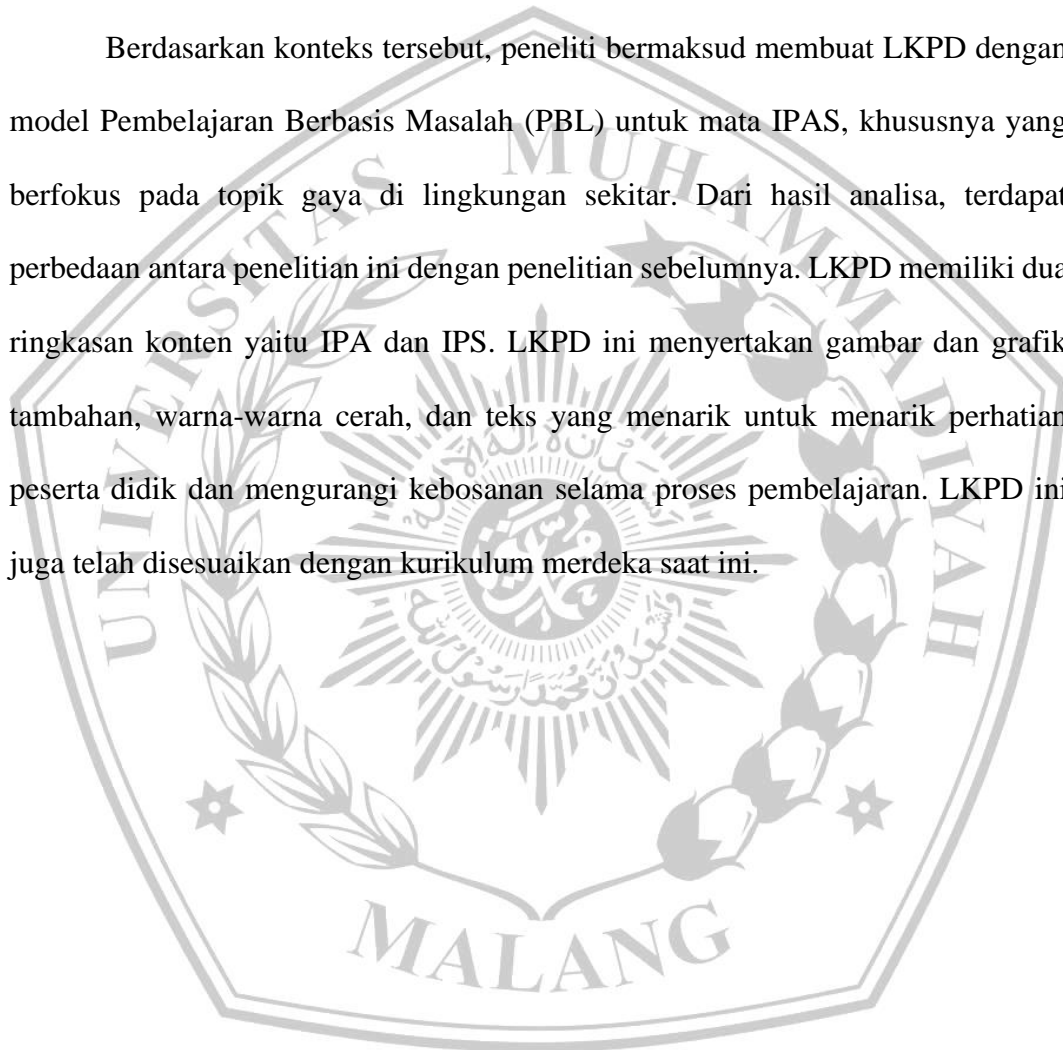 Berdasarkan konteks tersebut, peneliti bermaksud membuat LKPD dengan
model Pembelajaran Berbasis Masalah (PBL) untuk mata IPAS, khususnya yang
berfokus pada topik gaya di lingkungan sekitar. Dari hasil analisa, terdapat
perbedaan antara penelitian ini dengan penelitian sebelumnya. LKPD memiliki dua
ringkasan konten yaitu IPA dan IPS. LKPD ini menyertakan gambar dan grafik
tambahan, warna-warna cerah, dan teks yang menarik untuk menarik perhatian
peserta didik dan mengurangi kebosanan selama proses pembelajaran. LKPD ini
juga telah disesuaikan dengan kurikulum merdeka saat ini.
UNIVERSITAS MUHAMMADIYAH
MALANG